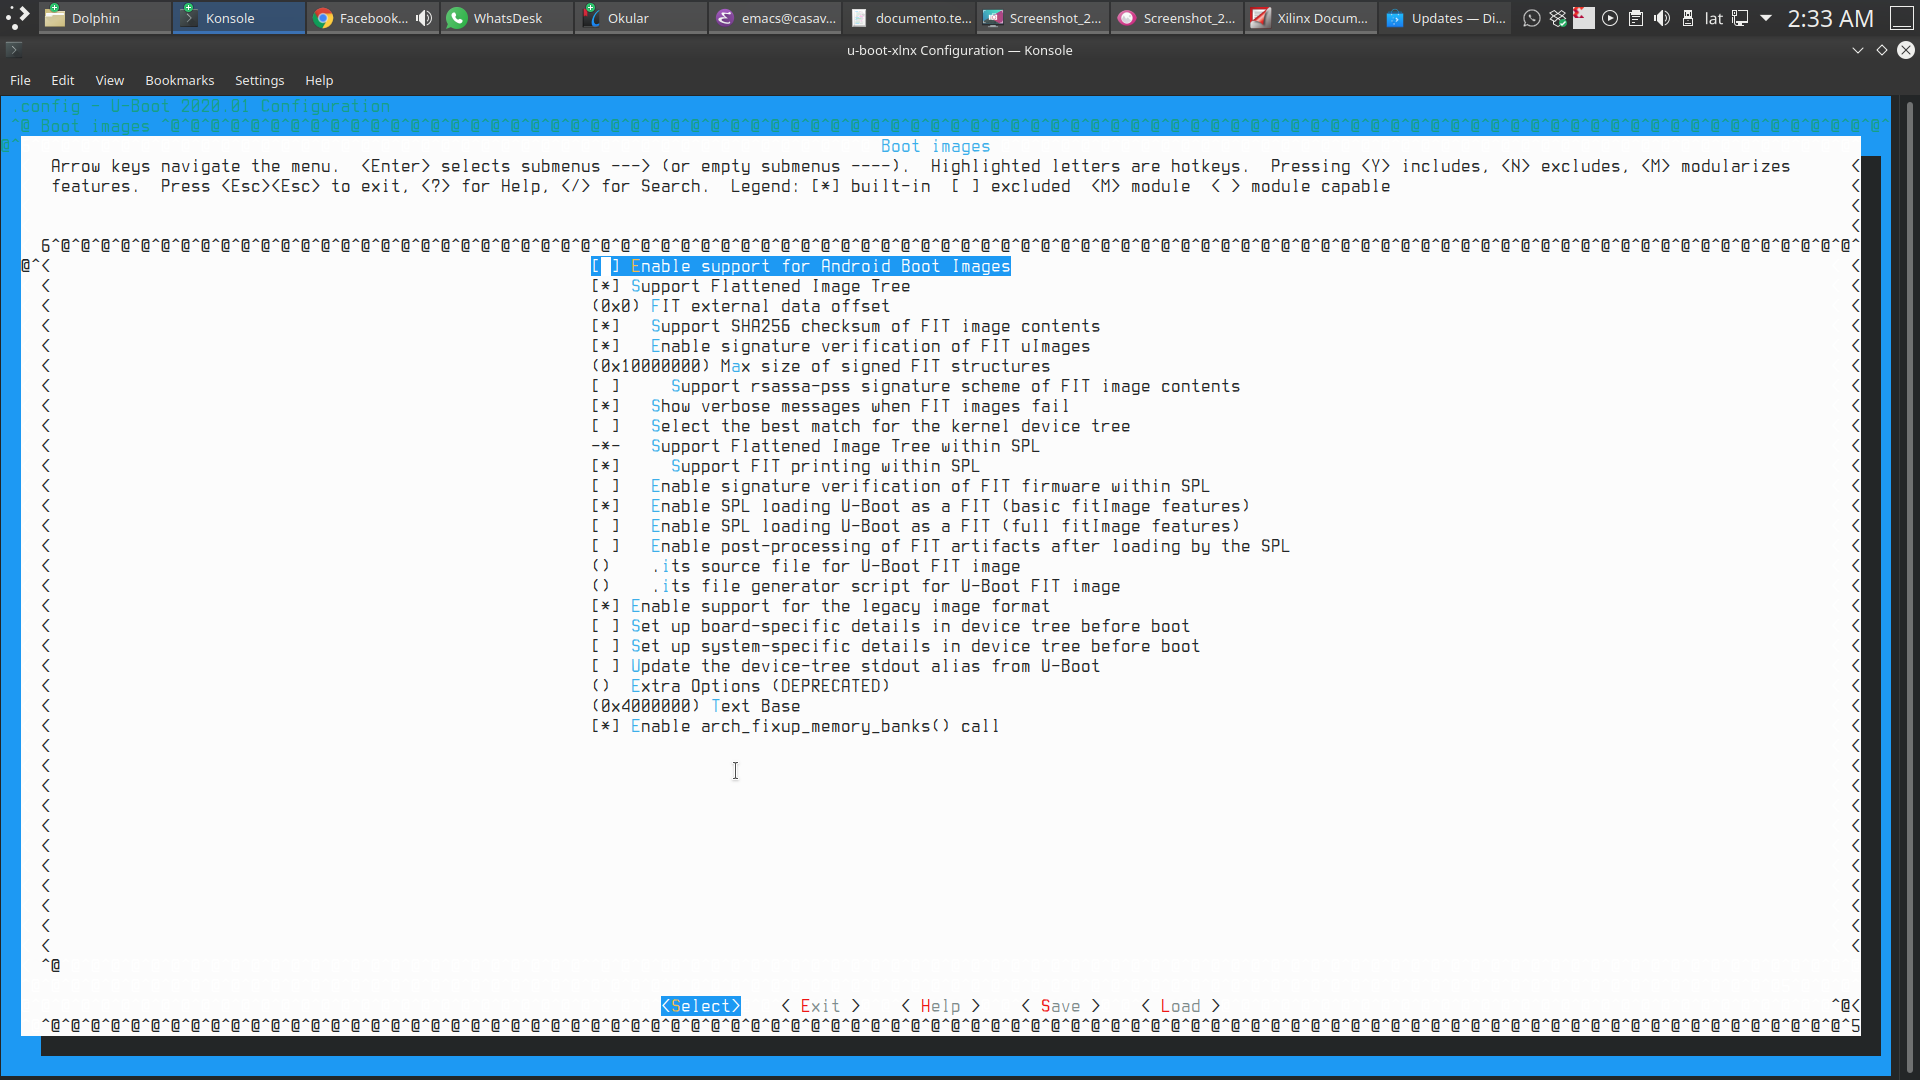 Dolphin Konsole Facebook... WhatsDesk Okular emacs@casav... documento.te... Screenshot_2... Screenshot_2... Xilinx Docum... Updates — Di... lat 2:33 AM
u-boot-xlnx Configuration — Konsole
File Edit View Bookmarks Settings Help
.config - U-Boot 2020.01 Configuration
Boot images
Boot images
Arrow keys navigate the menu. <Enter> selects submenus ---> (or empty submenus ----). Highlighted letters are hotkeys. Pressing <Y> includes, <N> excludes, <M> modularizes
features. Press <Esc><Esc> to exit, <?> for Help, </> for Search. Legend: [*] built-in [ ] excluded <M> module < > module capable
[ ] Enable support for Android Boot Images
[*] Support Flattened Image Tree
(0x0) FIT external data offset
[*] Support SHA256 checksum of FIT image contents
[*] Enable signature verification of FIT uImages
(0x10000000) Max size of signed FIT structures
[ ] Support rsassa-pss signature scheme of FIT image contents
[*] Show verbose messages when FIT images fail
[ ] Select the best match for the kernel device tree
-*- Support Flattened Image Tree within SPL
[*] Support FIT printing within SPL
[ ] Enable signature verification of FIT firmware within SPL
[*] Enable SPL loading U-Boot as a FIT (basic fitImage features)
[ ] Enable SPL loading U-Boot as a FIT (full fitImage features)
[ ] Enable post-processing of FIT artifacts after loading by the SPL
() .its source file for U-Boot FIT image
() .its file generator script for U-Boot FIT image
[*] Enable support for the legacy image format
[ ] Set up board-specific details in device tree before boot
[ ] Set up system-specific details in device tree before boot
[ ] Update the device-tree stdout alias from U-Boot
() Extra Options (DEPRECATED)
(0x4000000) Text Base
[*] Enable arch_fixup_memory_banks() call
<Select> < Exit > < Help > < Save > < Load >